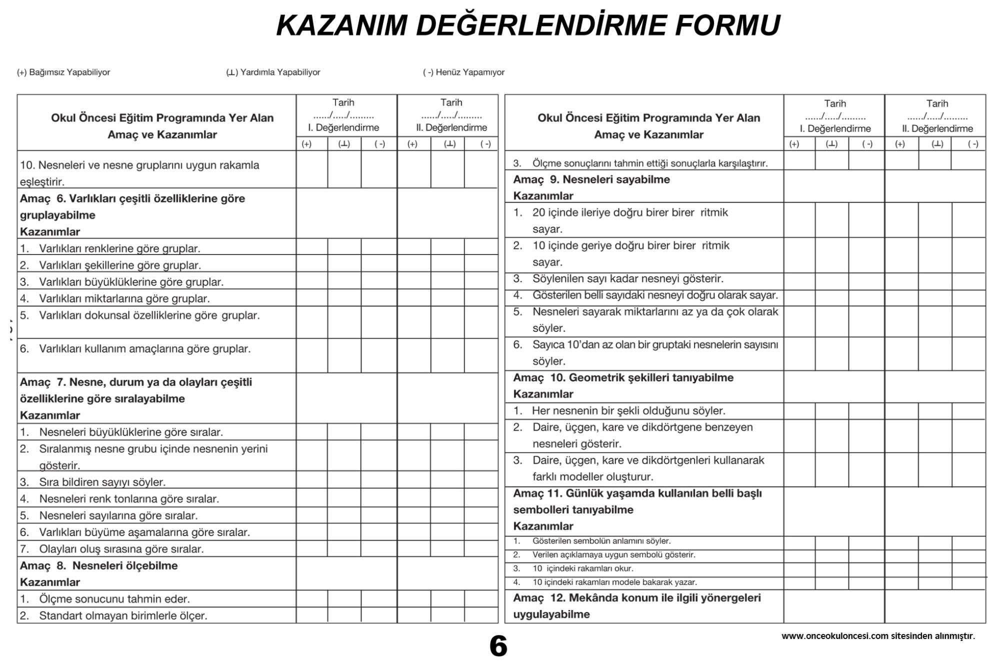 KAZANIM DEĞERLENDİRME FORMU
(+) Bağımsız Yapabiliyor
(⊥) Yardımla Yapabiliyor
( -) Henüz Yapamıyor
Okul Öncesi Eğitim Programında Yer Alan
Amaç ve Kazanımlar
Tarih
....../...../.........
I. Değerlendirme
Tarih
....../...../.........
II. Değerlendirme
(+) (⊥) ( -) (+) (⊥) ( -)
10. Nesneleri ve nesne gruplarını uygun rakamla
eşleştirir.
Amaç 6. Varlıkları çeşitli özelliklerine göre
gruplayabilme
Kazanımlar
1. Varlıkları renklerine göre gruplar.
2. Varlıkları şekillerine göre gruplar.
3. Varlıkları büyüklüklerine göre gruplar.
4. Varlıkları miktarlarına göre gruplar.
5. Varlıkları dokunsal özelliklerine göre gruplar.
6. Varlıkları kullanım amaçlarına göre gruplar.
Amaç 7. Nesne, durum ya da olayları çeşitli
özelliklerine göre sıralayabilme
Kazanımlar
1. Nesneleri büyüklüklerine göre sıralar.
2. Sıralanmış nesne grubu içinde nesnenin yerini
gösterir.
3. Sıra bildiren sayıyı söyler.
4. Nesneleri renk tonlarına göre sıralar.
5. Nesneleri sayılarına göre sıralar.
6. Varlıkları büyüme aşamalarına göre sıralar.
7. Olayları oluş sırasına göre sıralar.
Amaç 8. Nesneleri ölçebilme
Kazanımlar
1. Ölçme sonucunu tahmin eder.
2. Standart olmayan birimlerle ölçer.
Okul Öncesi Eğitim Programında Yer Alan
Amaç ve Kazanımlar
Tarih
....../...../.........
I. Değerlendirme
Tarih
....../...../.........
II. Değerlendirme
(+) (⊥) ( -) (+) (⊥) ( -)
3. Ölçme sonuçlarını tahmin ettiği sonuçlarla karşılaştırır.
Amaç 9. Nesneleri sayabilme
Kazanımlar
1. 20 içinde ileriye doğru birer birer ritmik
sayar.
2. 10 içinde geriye doğru birer birer ritmik
sayar.
3. Söylenilen sayı kadar nesneyi gösterir.
4. Gösterilen belli sayıdaki nesneyi doğru olarak sayar.
5. Nesneleri sayarak miktarlarını az ya da çok olarak
söyler.
6. Sayıca 10'dan az olan bir gruptaki nesnelerin sayısını
söyler.
Amaç 10. Geometrik şekilleri tanıyabilme
Kazanımlar
1. Her nesnenin bir şekli olduğunu söyler.
2. Daire, üçgen, kare ve dikdörtgene benzeyen
nesneleri gösterir.
3. Daire, üçgen, kare ve dikdörtgenleri kullanarak
farklı modeller oluşturur.
Amaç 11. Günlük yaşamda kullanılan belli başlı
sembolleri tanıyabilme
Kazanımlar
1. Gösterilen sembolün anlamını söyler.
2. Verilen açıklamaya uygun sembolü gösterir.
3. 10 içindeki rakamları okur.
4. 10 içindeki rakamları modele bakarak yazar.
Amaç 12. Mekânda konum ile ilgili yönergeleri
uygulayabilme
6
www.onceokuloncesi.com sitesinden alınmıştır.